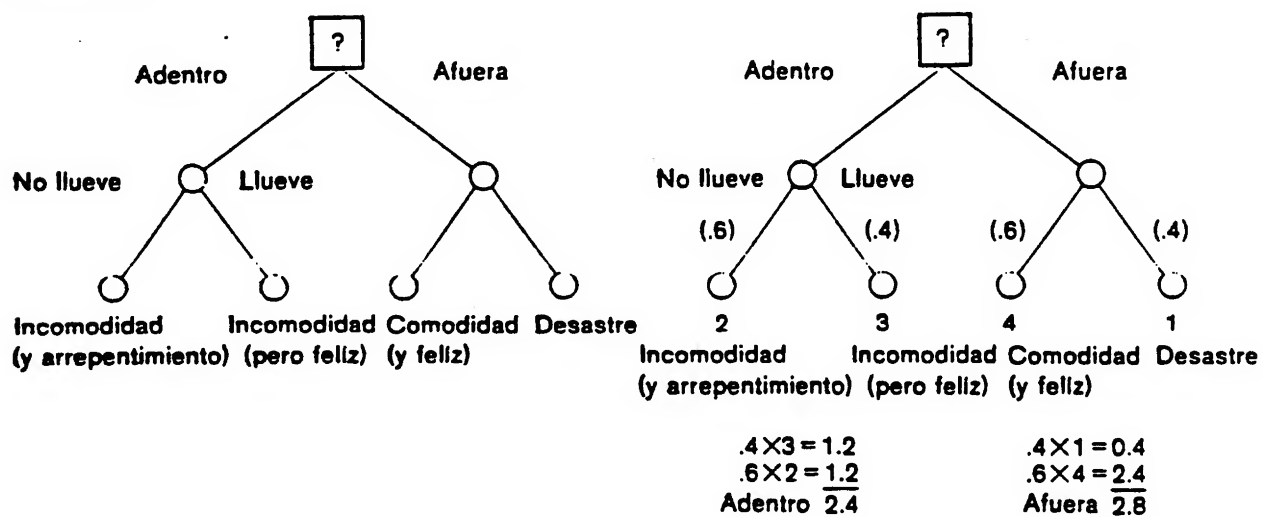 ?
Adentro
Afuera
No llueve
Llueve
Incomodidad
(y arrepentimiento)
Incomodidad
(pero feliz)
Comodidad
(y feliz)
Desastre
?
Adentro
Afuera
No llueve
Llueve
(.6)
(.4)
(.6)
(.4)
2
3
4
1
Incomodidad
(y arrepentimiento)
Incomodidad
(pero feliz)
Comodidad
(y feliz)
Desastre
.4×3=1.2
.6×2=1.2
Adentro 2.4
.4×1=0.4
.6×4=2.4
Afuera 2.8